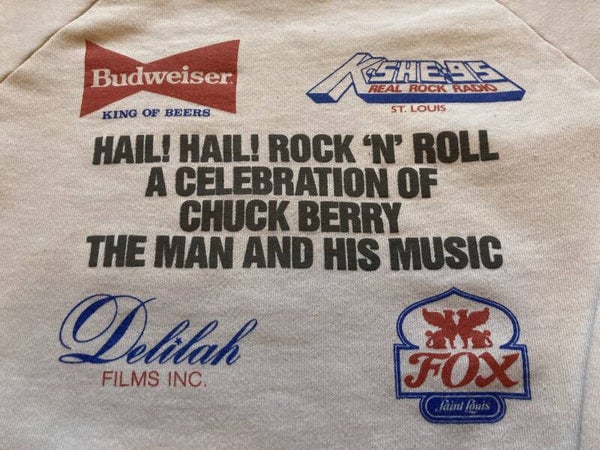 Budweiser
KING OF BEERS
K-SHE-95
REAL ROCK RADIO
ST. LOUIS
HAIL! HAIL! ROCK 'N' ROLL
A CELEBRATION OF
CHUCK BERRY
THE MAN AND HIS MUSIC
Delilah
FILMS INC.
FOX
Saint Louis